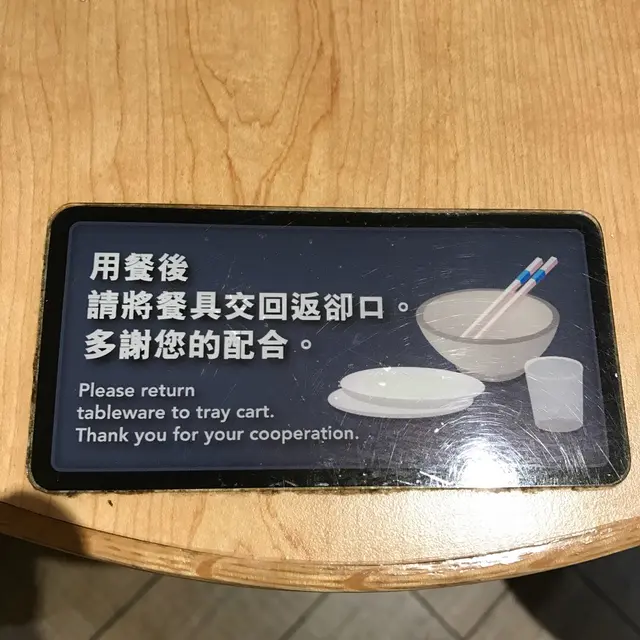 用餐後
請將餐具交回返卻口。
多謝您的配合。
Please return
tableware to tray cart.
Thank you for your cooperation.